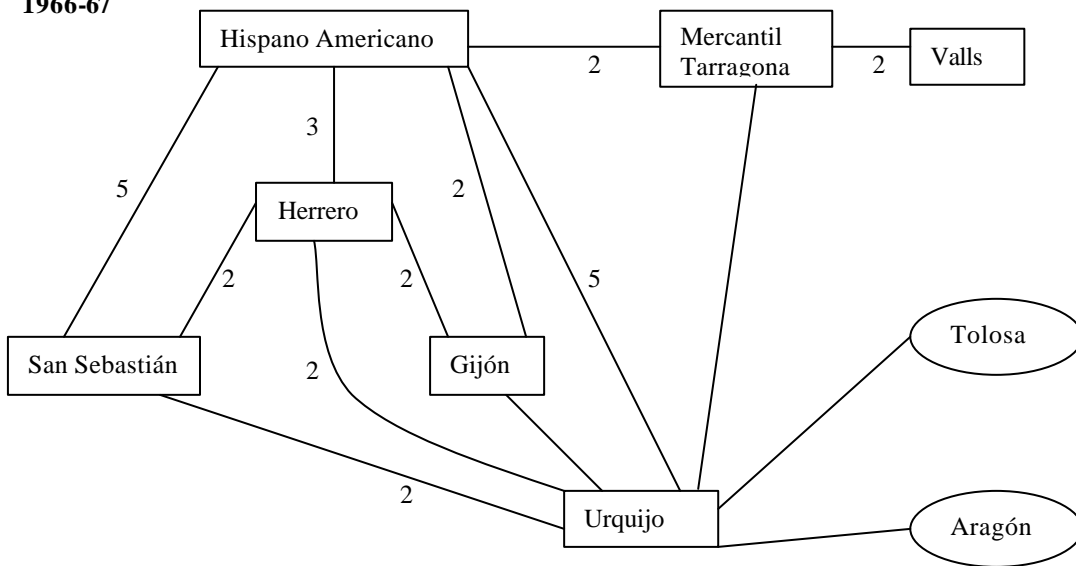 1966-67
Hispano Americano
Mercantil
Tarragona
Valls
2
2
3
5
2
Herrero
2
2
5
San Sebastián
Gijón
Tolosa
2
2
Urquijo
Aragón